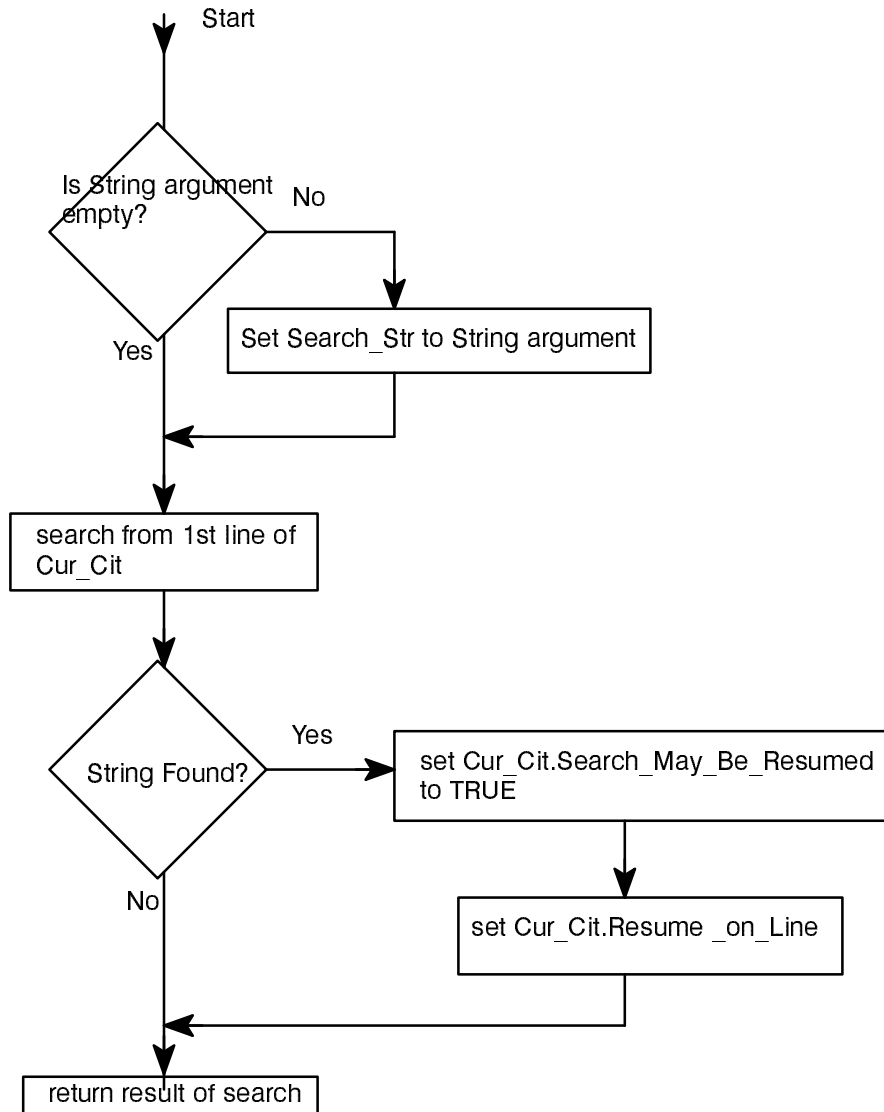 Start
Is String argument
empty?
No
Set Search_Str to String argument
Yes
search from 1st line of
Cur_Cit
Yes
set Cur_Cit.Search_May_Be_Resumed
to TRUE
String Found?
No
set Cur_Cit.Resume _on_Line
return result of search